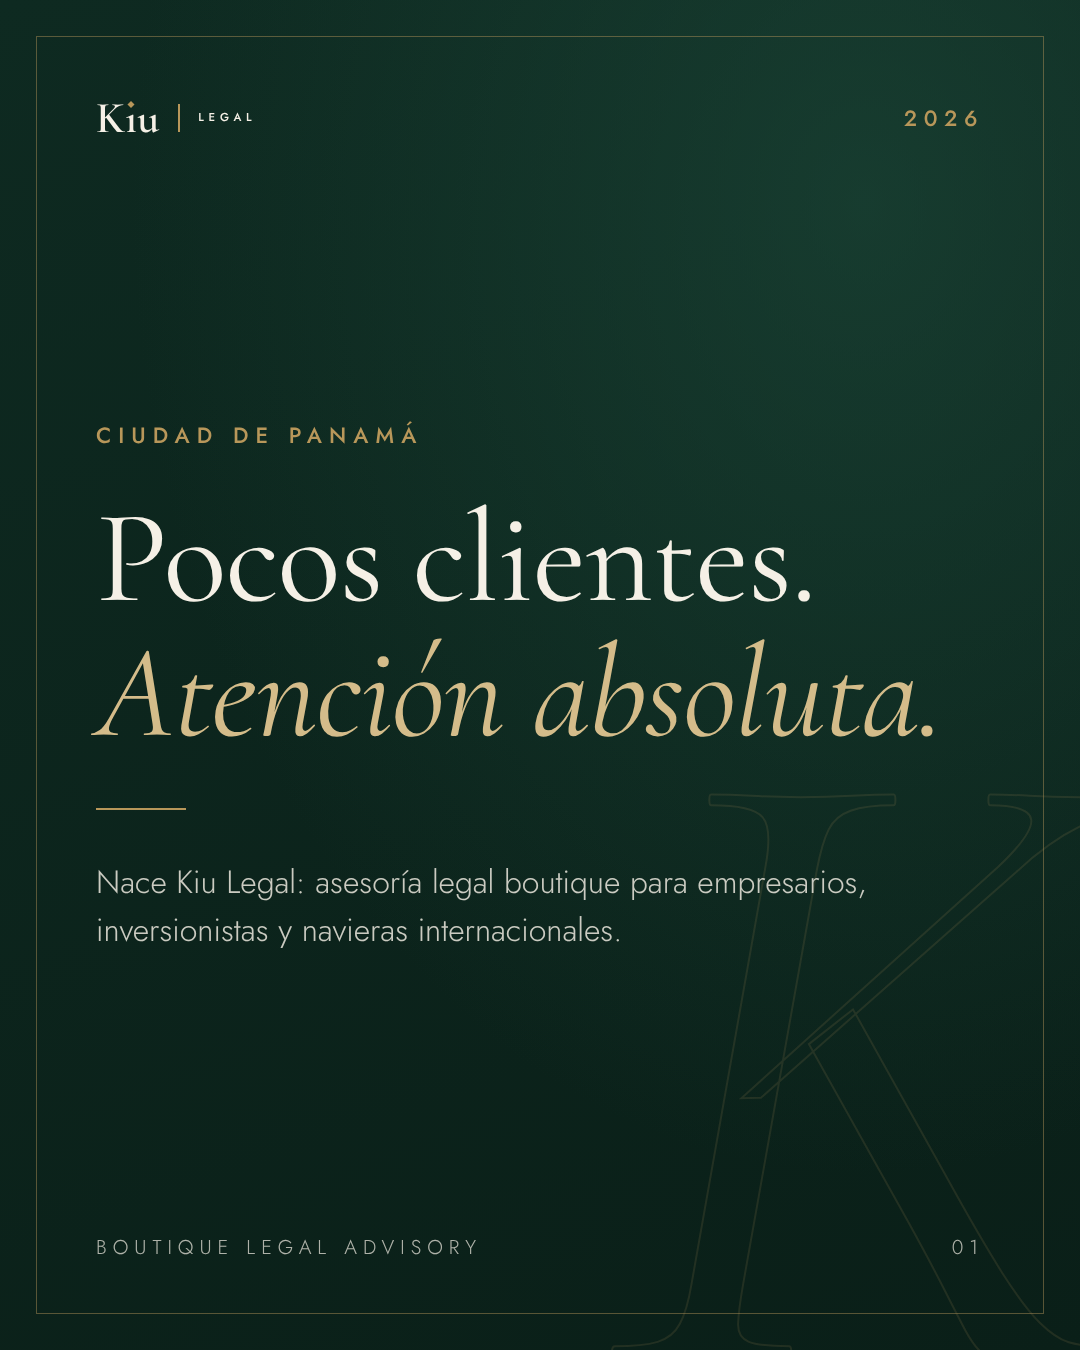 Kiu | LEGAL
2026
CIUDAD DE PANAMÁ
Pocos clientes.
Atención absoluta.
Nace Kiu Legal: asesoría legal boutique para empresarios,
inversionistas y navieras internacionales.
K
BOUTIQUE LEGAL ADVISORY
01